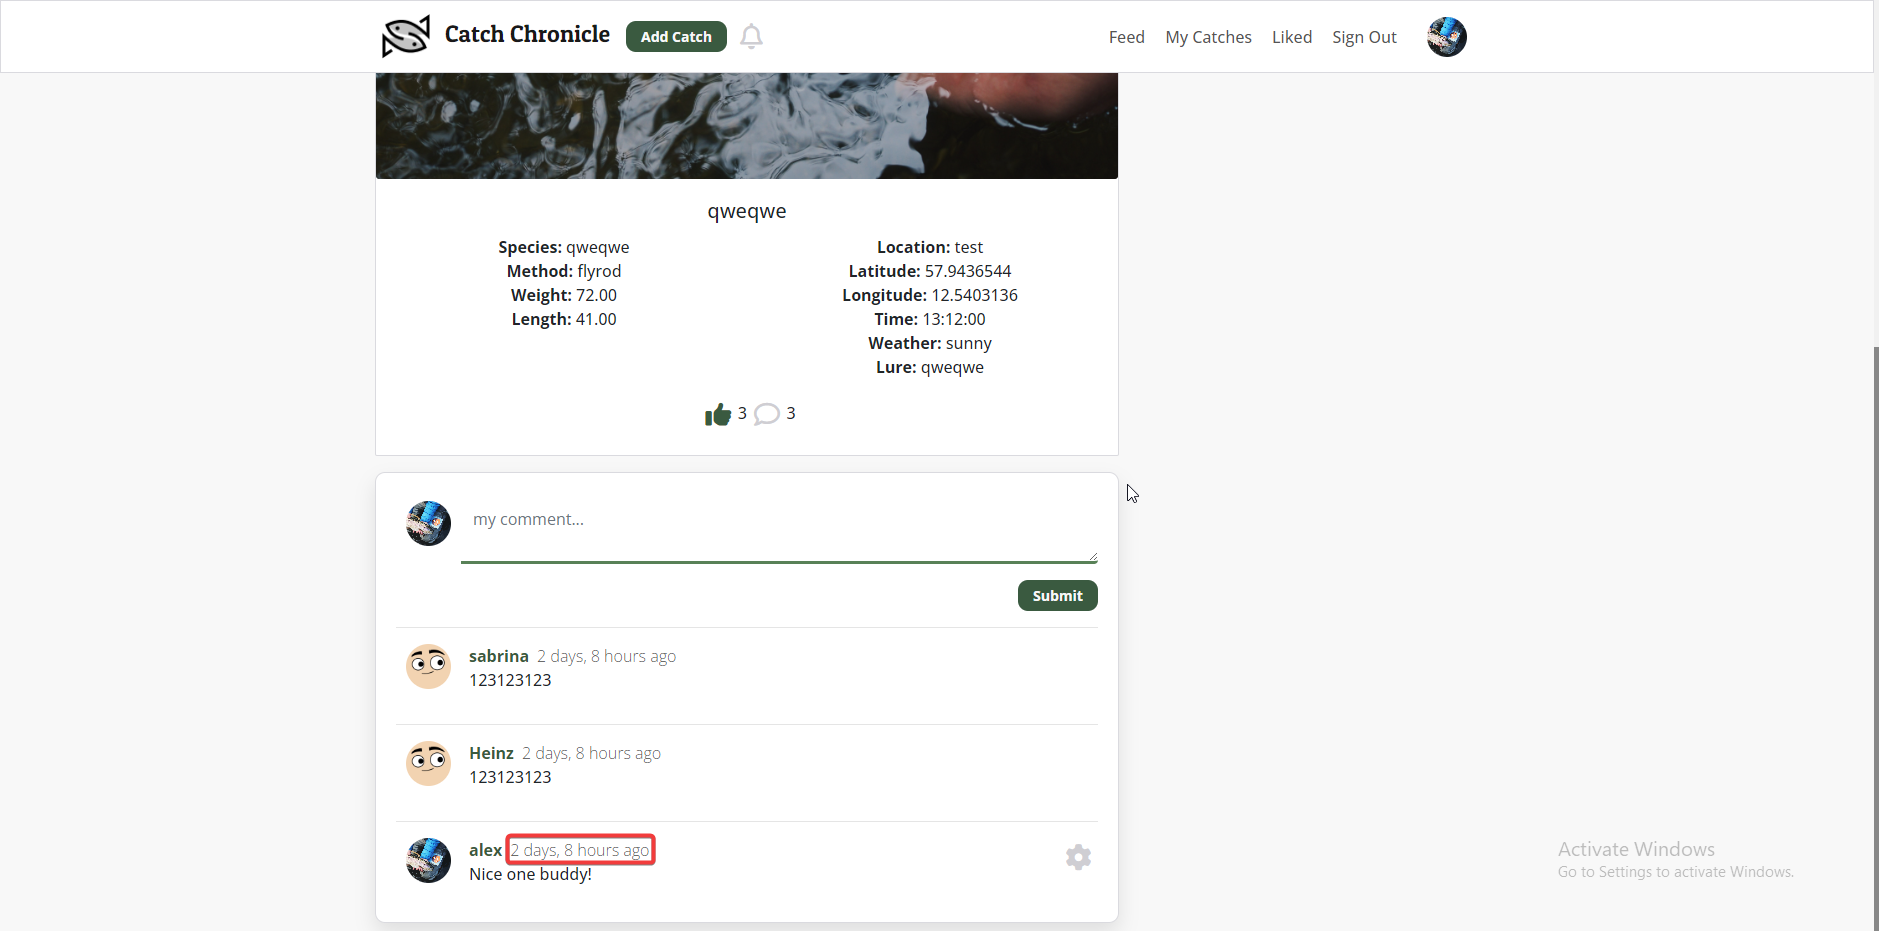 Catch Chronicle
Add Catch
Feed My Catches Liked Sign Out
qweqwe
Species: qweqwe
Method: flyrod
Weight: 72.00
Length: 41.00
Location: test
Latitude: 57.9436544
Longitude: 12.5403136
Time: 13:12:00
Weather: sunny
Lure: qweqwe
3 3
my comment...
Submit
sabrina 2 days, 8 hours ago
123123123
Heinz 2 days, 8 hours ago
123123123
alex 2 days, 8 hours ago
Nice one buddy!
Activate Windows
Go to Settings to activate Windows.